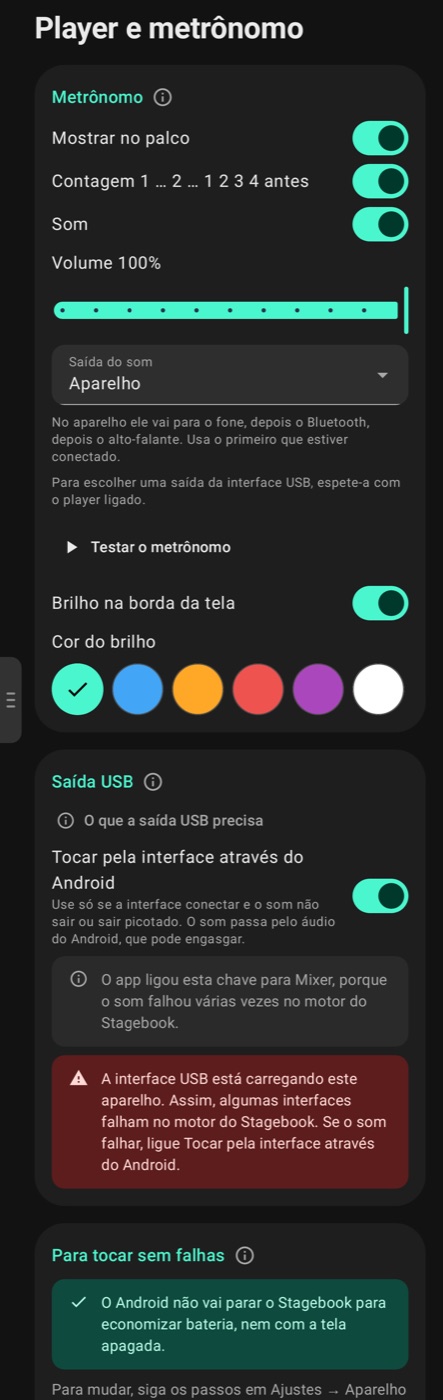 Player e metrônomo
Metrônomo
Mostrar no palco
Contagem 1 ... 2 ... 1 2 3 4 antes
Som
Volume 100%
Saída do som
Aparelho
No aparelho ele vai para o fone, depois o Bluetooth,
depois o alto-falante. Usa o primeiro que estiver
conectado.
Para escolher uma saída da interface USB, espete-a com
o player ligado.
Testar o metrônomo
Brilho na borda da tela
Cor do brilho
Saída USB
O que a saída USB precisa
Tocar pela interface através do
Android
Use só se a interface conectar e o som não
sair ou sair picotado. O som passa pelo áudio
do Android, que pode engasgar.
O app ligou esta chave para Mixer, porque
o som falhou várias vezes no motor do
Stagebook.
A interface USB está carregando este
aparelho. Assim, algumas interfaces
falham no motor do Stagebook. Se o som
falhar, ligue Tocar pela interface através
do Android.
Para tocar sem falhas
O Android não vai parar o Stagebook para
economizar bateria, nem com a tela
apagada.
Para mudar, siga os passos em Ajustes → Aparelho